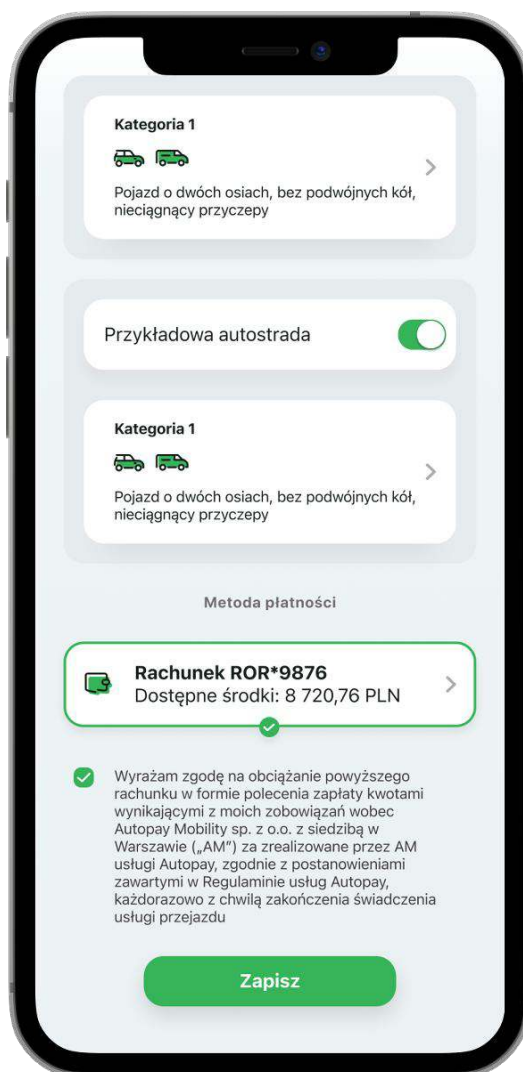 Kategoria 1
Pojazd o dwóch osiach, bez podwójnych kół,
nieciągnący przyczepy
Przykładowa autostrada
Kategoria 1
Pojazd o dwóch osiach, bez podwójnych kół,
nieciągnący przyczepy
Metoda płatności
Rachunek ROR*9876
Dostępne środki: 8 720,76 PLN
Wyrażam zgodę na obciążanie powyższego
rachunku w formie polecenia zapłaty kwotami
wynikającymi z moich zobowiązań wobec
Autopay Mobility sp. z o.o. z siedzibą w
Warszawie („AM”) za zrealizowane przez AM
usługi Autopay, zgodnie z postanowieniami
zawartymi w Regulaminie usług Autopay,
każdorazowo z chwilą zakończenia świadczenia
usługi przejazdu
Zapisz